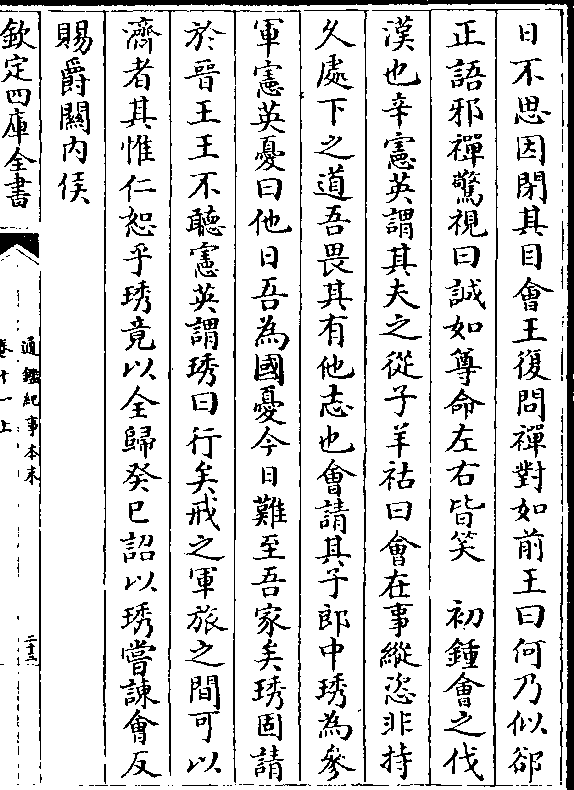 日不思因閉其目會王復問禪對如前王曰何乃似郤
正語邪禪驚視曰誠如尊命左右皆笑　初鍾會之伐
漢也辛憲英謂其夫之從子羊祜曰會在事縱恣非持
久處下之道吾畏其有他志也會請其子郎中琇為參
軍憲英憂曰他日吾為國憂今日難至吾家矣琇固請
於晉王王不聽憲英謂琇曰行矣戒之軍旅之間可以
濟者其惟仁恕乎琇竟以全歸癸巳詔以琇嘗諫會反
賜爵關内侯
欽定四庫全書
通鑑紀事本末
卷十一上
二十三